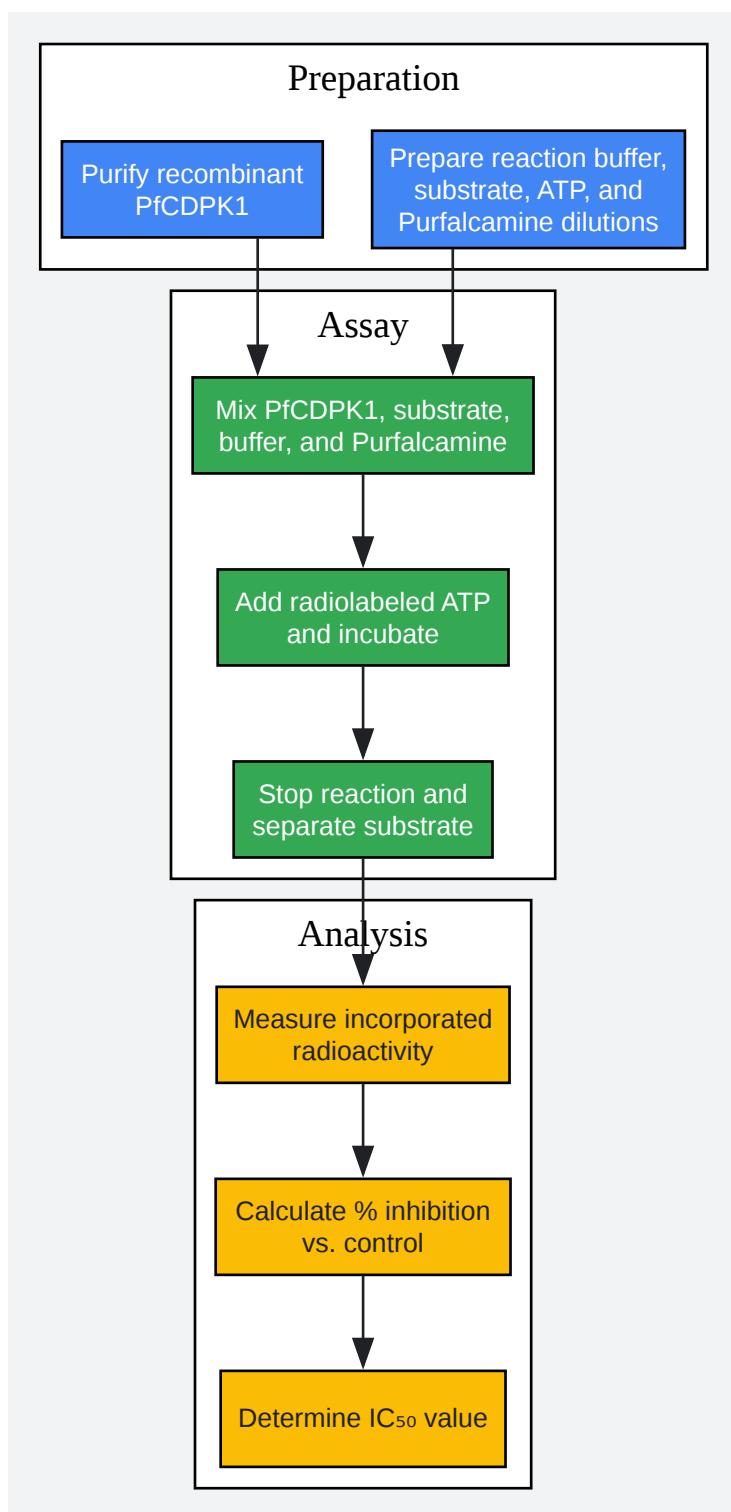 Preparation
Purify recombinant
PfCDPK1
Prepare reaction buffer,
substrate, ATP, and
Purfalcamine dilutions
Assay
Mix PfCDPK1, substrate,
buffer, and Purfalcamine
Add radiolabeled ATP
and incubate
Stop reaction and
separate substrate
Analysis
Measure incorporated
radioactivity
Calculate % inhibition
vs. control
Determine IC₅₀ value